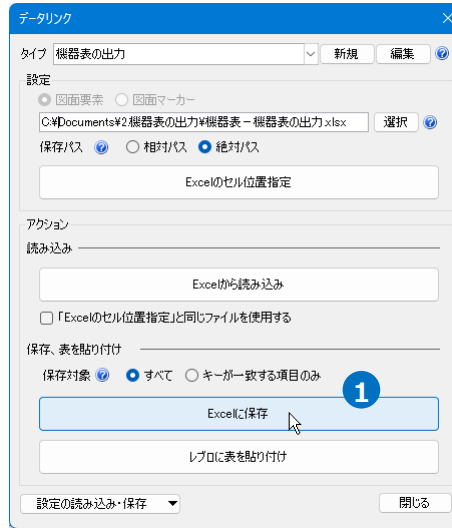 データリンク
タイプ 機器表の出力 新規 編集
設定
図面要素 図面マーカー
C:¥Documents¥2.機器表の出力¥機器表－機器表の出力.xlsx 選択
保存パス 相対パス 絶対パス
Excelのセル位置指定
アクション
読み込み
Excelから読み込み
「Excelのセル位置指定」と同じファイルを使用する
保存、表を貼り付け
保存対象 すべて キーが一致する項目のみ
1
Excelに保存
レブロに表を貼り付け
設定の読み込み・保存 閉じる